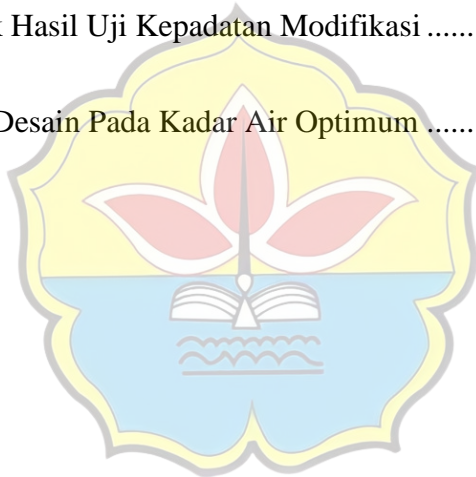 k Hasil Uji Kepadatan Modifikasi ......
Desain Pada Kadar Air Optimum ......